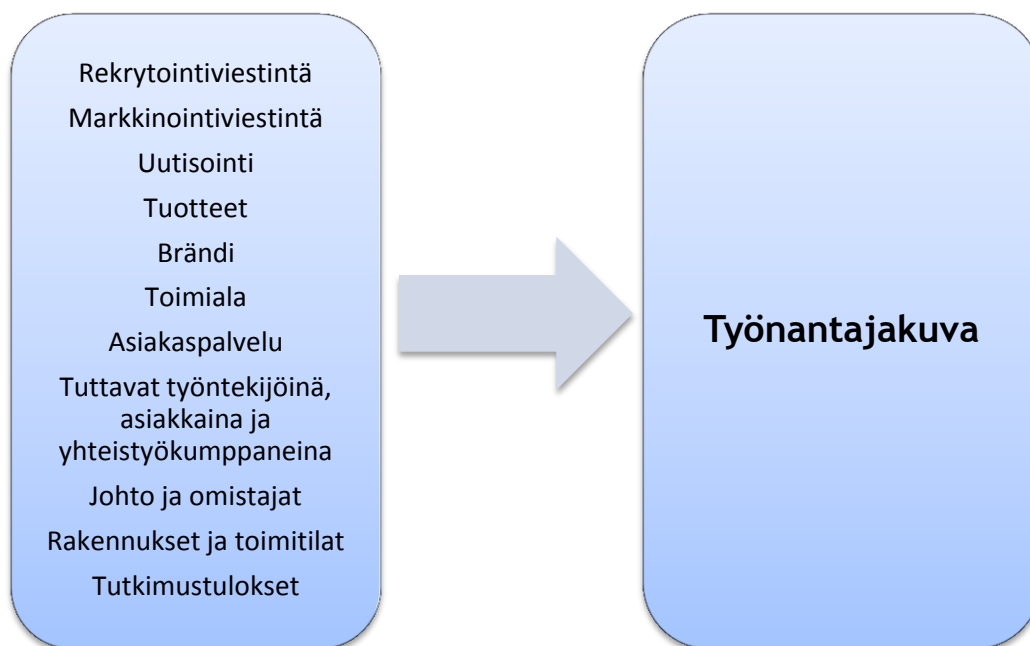 Rekrytointiviestintä
Markkinointiviestintä
Uutisointi
Tuotteet
Brändi
Toimiala
Asiakaspalvelu
Tuttavat työntekijöinä,
asiakkaina ja
yhteistyökumppaneina
Johto ja omistajat
Rakennukset ja toimitilat
Tutkimustulokset
Työnantajakuva